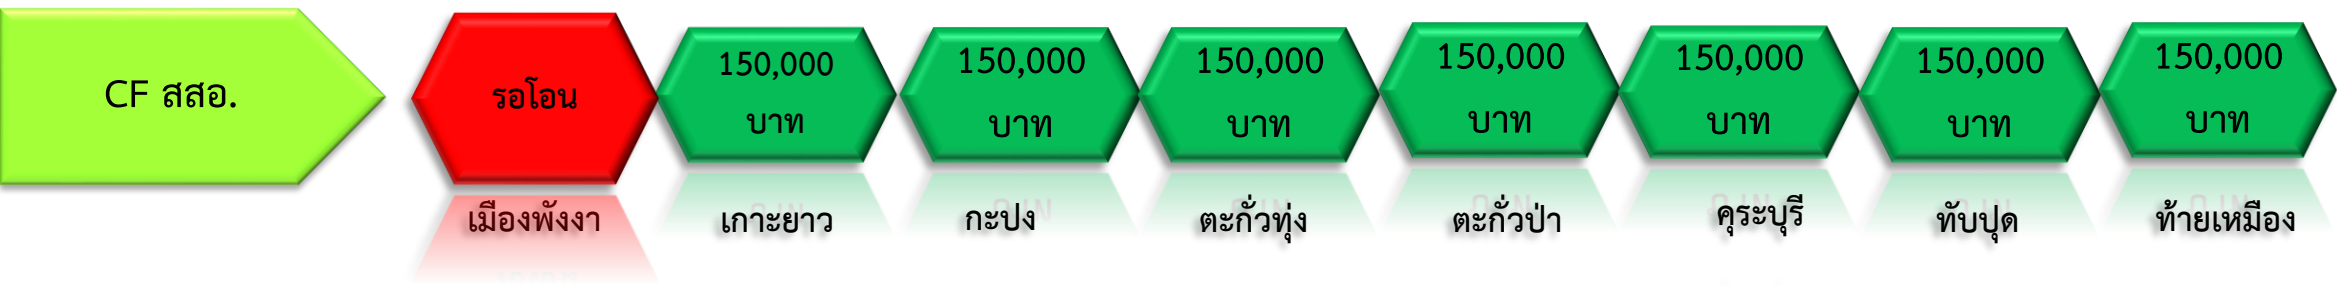 CF สสอ.
รอโอน
150,000
บาท
150,000
บาท
150,000
บาท
150,000
บาท
150,000
บาท
150,000
บาท
150,000
บาท
เมืองพังงา
เกาะยาว
กะปง
ตะกั่วทุ่ง
ตะกั่วป่า
คุระบุรี
ทับปุด
ท้ายเหมือง